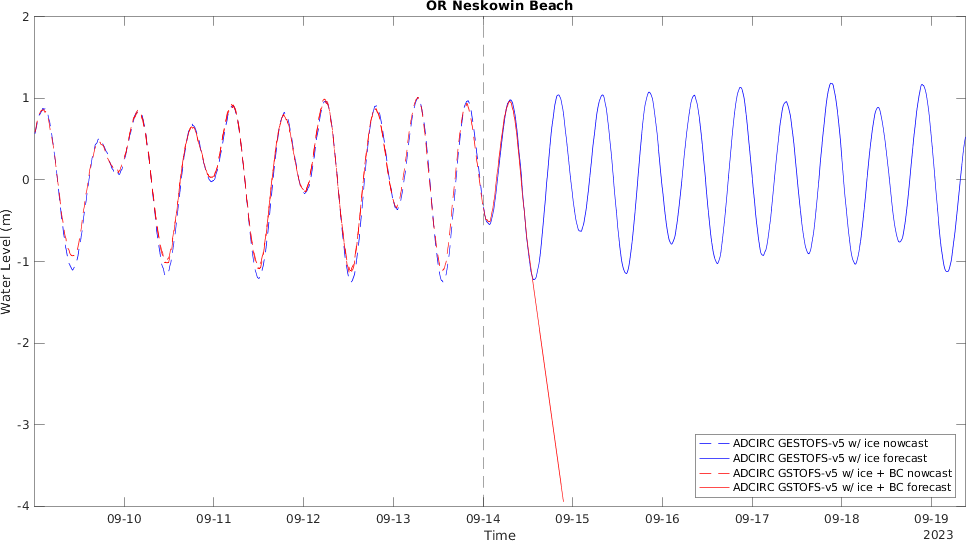 OR Neskowin Beach
2
1
0
-1
-2
-3
-4
Water Level (m)
ADCIRC GESTOFS-v5 w/ ice nowcast
ADCIRC GESTOFS-v5 w/ ice forecast
ADCIRC GSTOFS-v5 w/ ice + BC nowcast
ADCIRC GSTOFS-v5 w/ ice + BC forecast
09-10 09-11 09-12 09-13 09-14 09-15 09-16 09-17 09-18 09-19
Time
2023